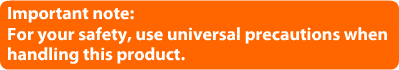 Important note:
For your safety, use universal precautions when
handling this product.